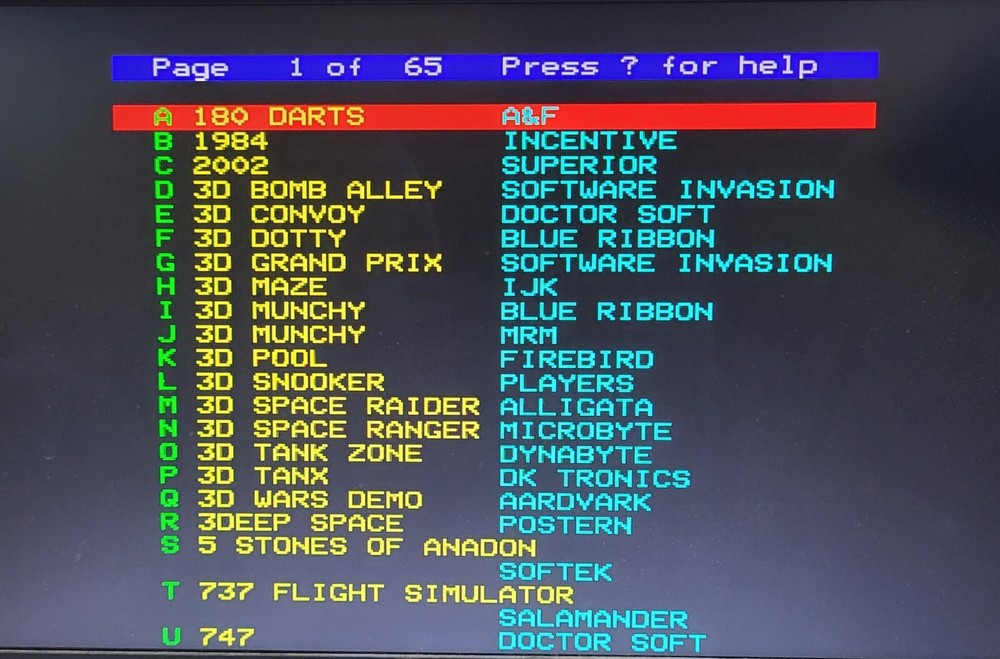 Page 1 of 65 Press ? for help
A 180 DARTS A&F
B 1984 INCENTIVE
C 2002 SUPERIOR
D 3D BOMB ALLEY SOFTWARE INVASION
E 3D CONVOY DOCTOR SOFT
F 3D DOTTY BLUE RIBBON
G 3D GRAND PRIX SOFTWARE INVASION
H 3D MAZE IJK
I 3D MUNCHY BLUE RIBBON
J 3D MUNCHY MRM
K 3D POOL FIREBIRD
L 3D SNOOKER PLAYERS
M 3D SPACE RAIDER ALLIGATA
N 3D SPACE RANGER MICROBYTE
O 3D TANK ZONE DYNABYTE
P 3D TANX DK TRONICS
Q 3D WARS DEMO AARDVARK
R 3DEEP SPACE POSTERN
S 5 STONES OF ANADON
SOFTEK
T 737 FLIGHT SIMULATOR
SALAMANDER
U 747 DOCTOR SOFT